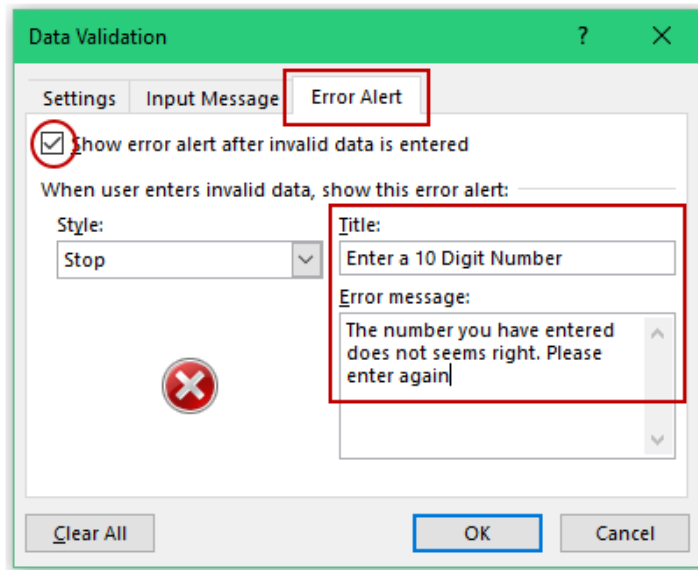 Data Validation ? ×
Settings Input Message Error Alert
Show error alert after invalid data is entered
When user enters invalid data, show this error alert:
Style: Title:
Stop Enter a 10 Digit Number
Error message:
The number you have entered
does not seems right. Please
enter again
Clear All OK Cancel